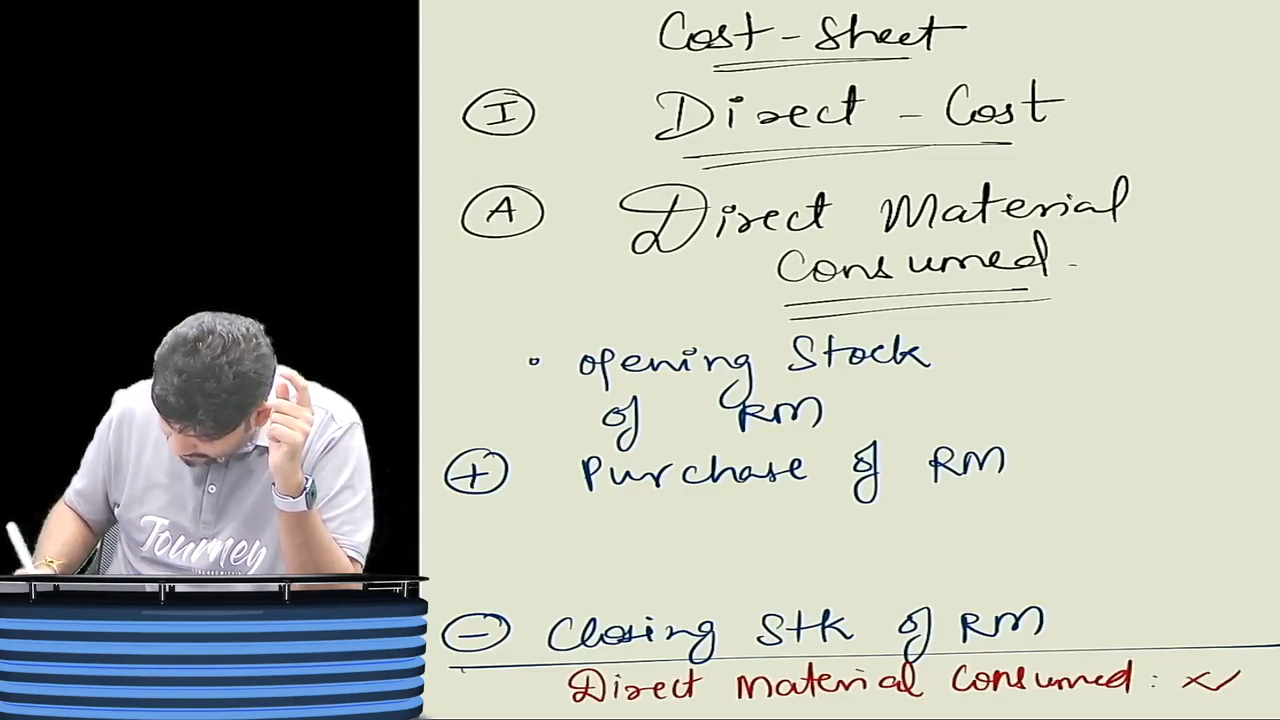 Cost - Sheet
I Direct - Cost
A Direct Material
Consumed.
• opening Stock
of RM
+ Purchase of RM
- Closing Stk of RM
Direct Material Consumed : xx
Journey